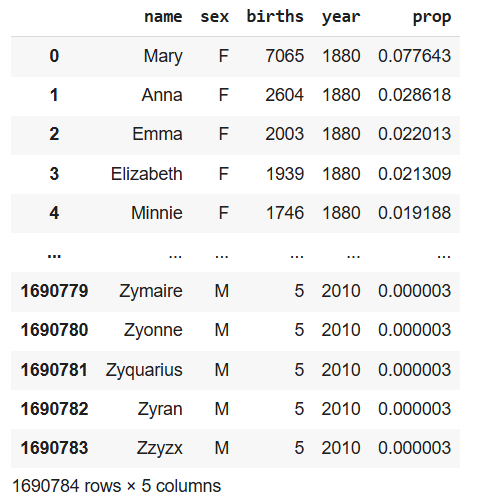 name sex births year prop
0 Mary F 7065 1880 0.077643
1 Anna F 2604 1880 0.028618
2 Emma F 2003 1880 0.022013
3 Elizabeth F 1939 1880 0.021309
4 Minnie F 1746 1880 0.019188
... ... ... ... ... ...
1690779 Zymaire M 5 2010 0.000003
1690780 Zyonne M 5 2010 0.000003
1690781 Zyquarius M 5 2010 0.000003
1690782 Zyran M 5 2010 0.000003
1690783 Zzyzx M 5 2010 0.000003
1690784 rows × 5 columns